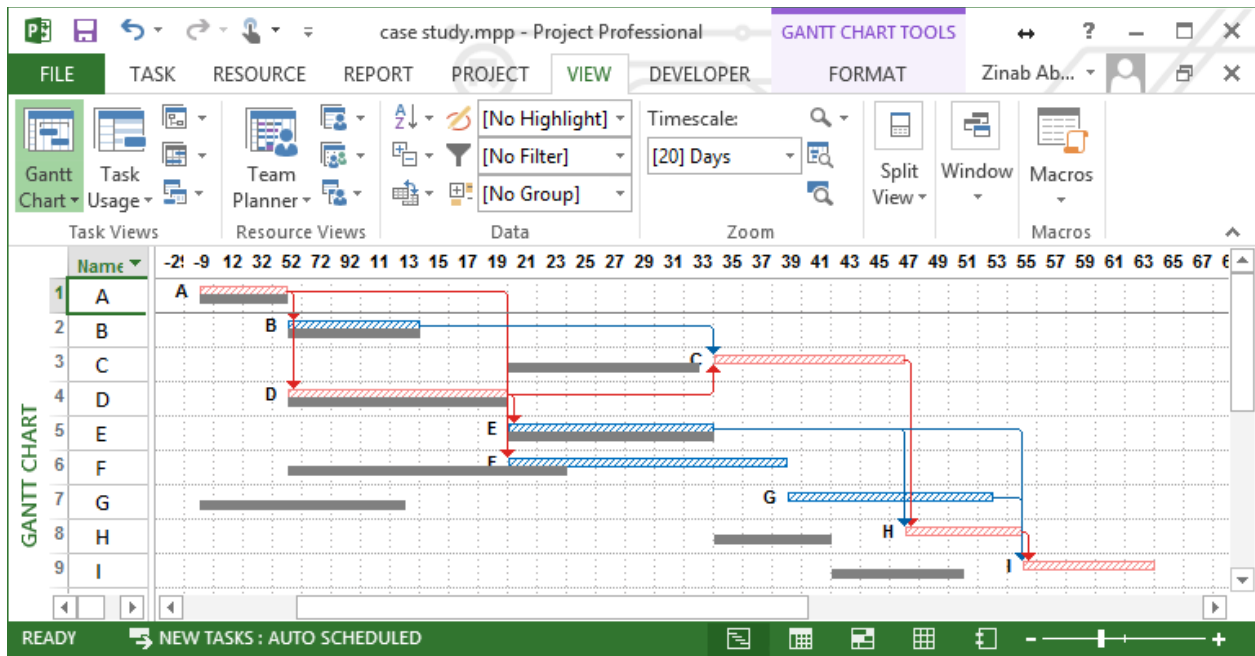 case study.mpp - Project Professional GANTT CHART TOOLS ?
FILE TASK RESOURCE REPORT PROJECT VIEW DEVELOPER FORMAT Zinab Ab...
[No Highlight] Timescale:
[No Filter] [20] Days
Gantt Task Team Split Window Macros
Chart Usage Planner [No Group] View
Task Views Resource Views Data Zoom Macros
Name -9 12 32 52 72 92 11 13 15 17 19 21 23 25 27 29 31 33 35 37 39 41 43 45 47 49 51 53 55 57 59 61 63 65 67
1 A A
2 B B
3 C C
4 D D
5 E E
6 F F
7 G G
8 H H
9 I I
GANTT CHART
READY NEW TASKS : AUTO SCHEDULED